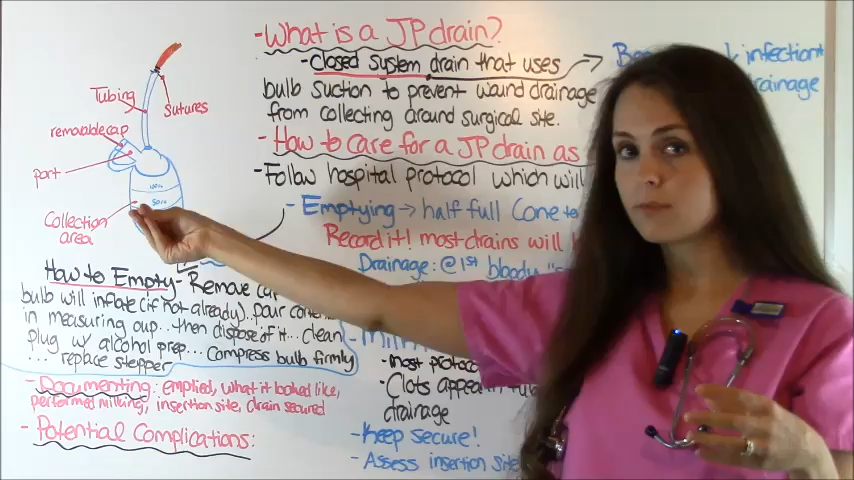 -What is a JP drain?
-closed system drain that uses
bulb suction to prevent wound drainage
from collecting around surgical site.
infection
drainage
-How to care for a JP drain as
-Follow hospital protocol which will
-Emptying → half full
Record it! most drains will
Drainage: @ 1st bloody
-most
-Clots appear in
drainage
-Keep secure!
-Assess insertion site
Tubing
Sutures
removable cap
port
50cc
Collection
area
How to Empty- Remove
bulb will inflate (if not already)... pour
in measuring cup... then dispose of it... clean
plug w/ alcohol prep... compress bulb firmly
... replace stopper
-Documenting: emptied, what it looked like,
performed milking, insertion site, drain secured
-Potential Complications: